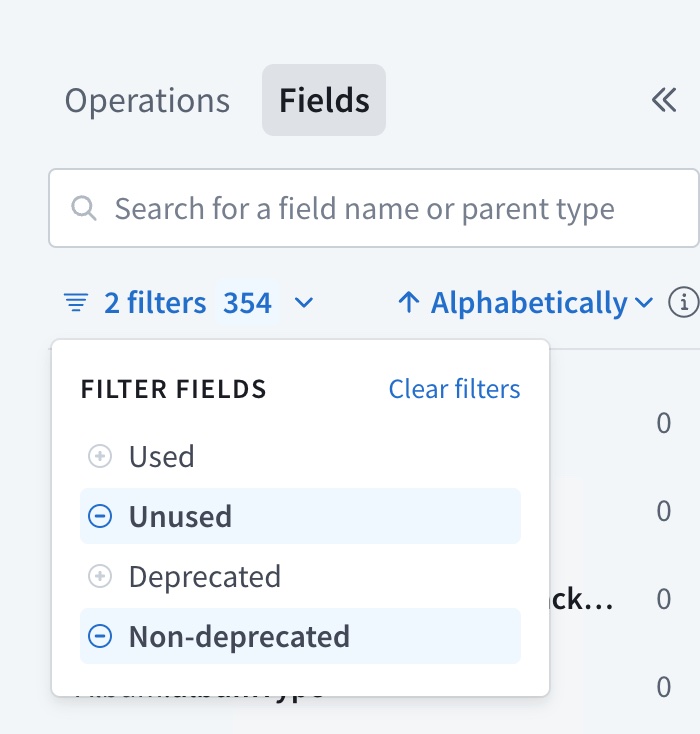 Operations Fields
Search for a field name or parent type
2 filters 354 Alphabetically
FILTER FIELDS Clear filters
0
Used
Unused
0
Deprecated
ck… 0
Non-deprecated
0